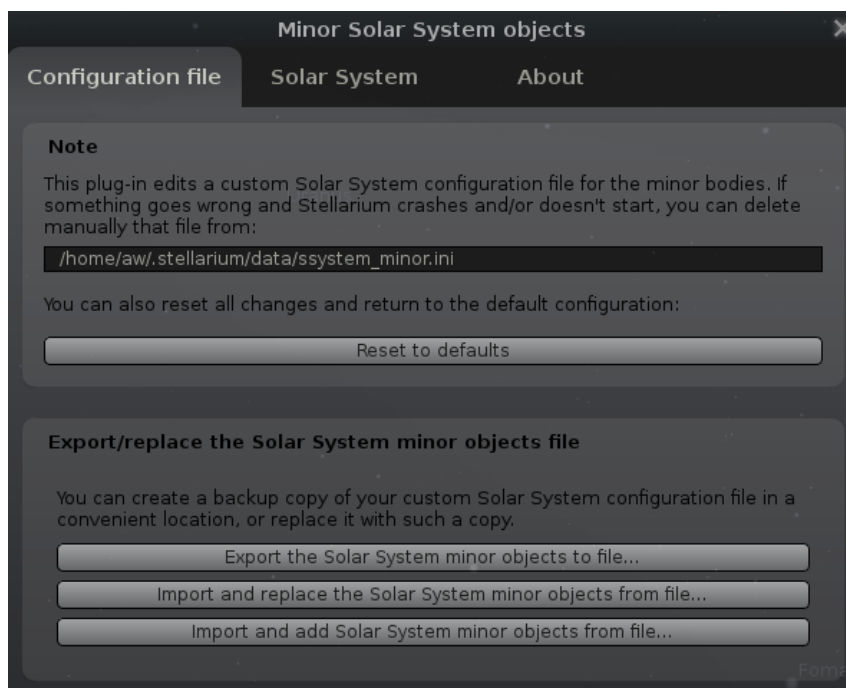 Minor Solar System objects
Configuration file
Solar System
About
Note
This plug-in edits a custom Solar System configuration file for the minor bodies. If
something goes wrong and Stellarium crashes and/or doesn't start, you can delete
manually that file from:
/home/aw/.stellarium/data/ssystem_minor.ini
You can also reset all changes and return to the default configuration:
Reset to defaults
Export/replace the Solar System minor objects file
You can create a backup copy of your custom Solar System configuration file in a
convenient location, or replace it with such a copy.
Export the Solar System minor objects to file...
Import and replace the Solar System minor objects from file...
Import and add Solar System minor objects from file...